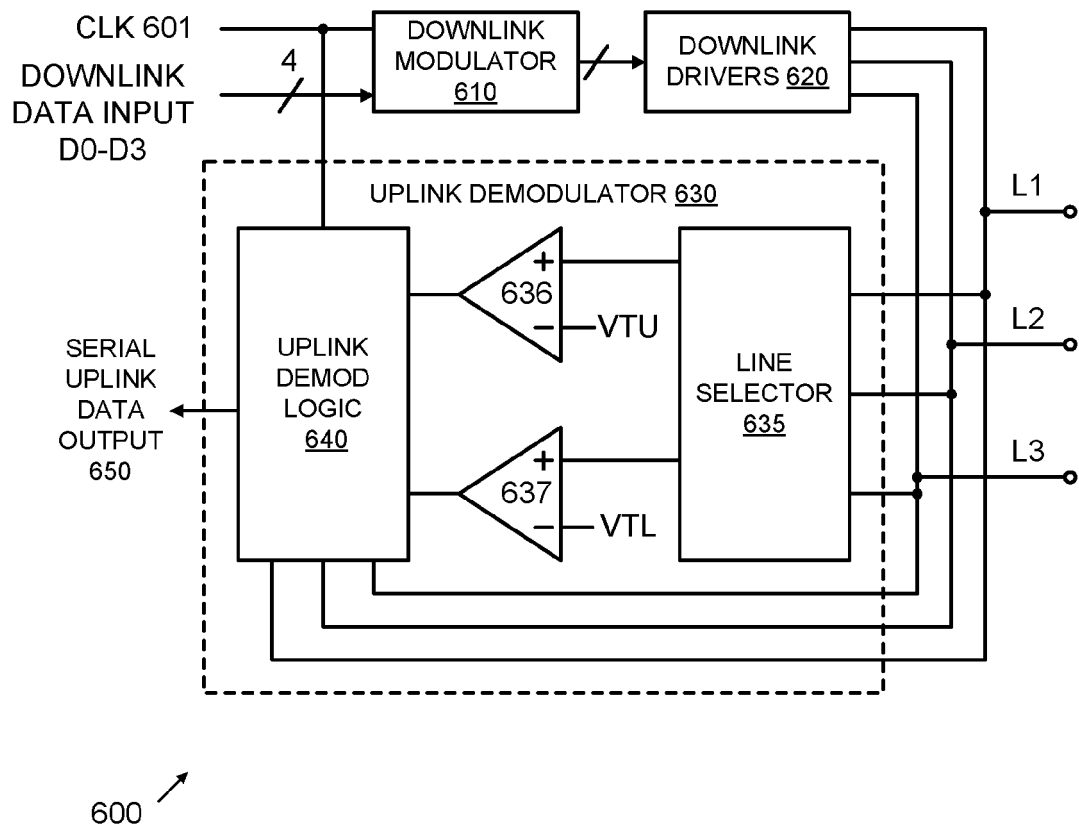 CLK 601
DOWNLINK
DATA INPUT
D0-D3
4
DOWNLINK
MODULATOR
610
DOWNLINK
DRIVERS 620
UPLINK DEMODULATOR 630
L1
L2
L3
636
+
−
VTU
637
+
−
VTL
LINE
SELECTOR
635
UPLINK
DEMOD
LOGIC
640
SERIAL
UPLINK
DATA
OUTPUT
650
600